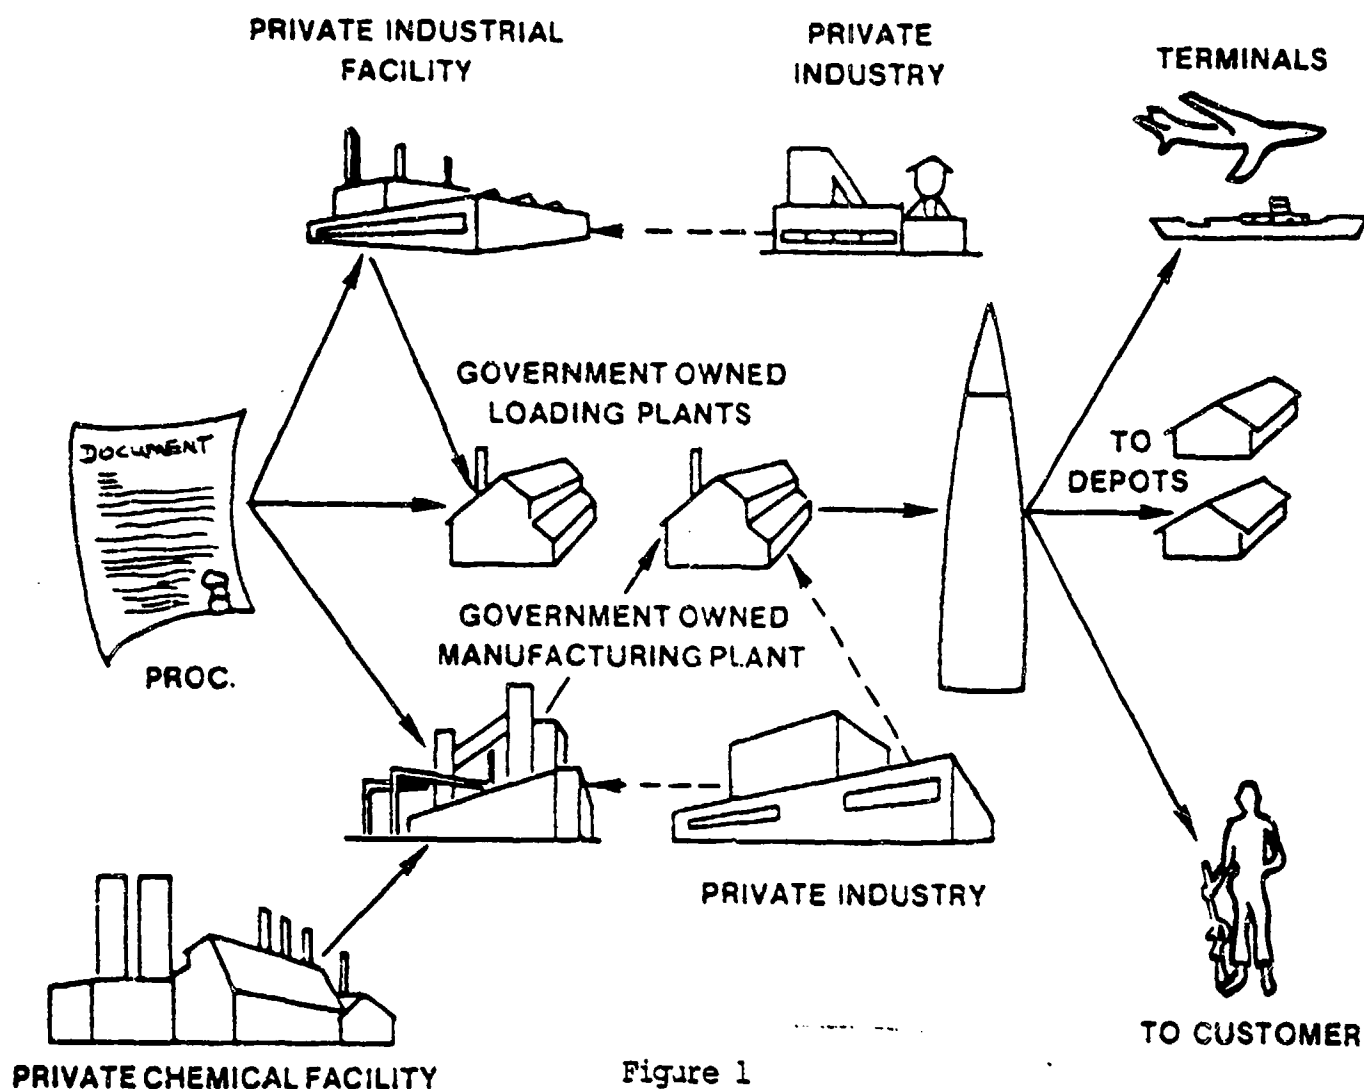 PRIVATE INDUSTRIAL
FACILITY
PRIVATE
INDUSTRY
TERMINALS
GOVERNMENT OWNED
LOADING PLANTS
DOCUMENT
TO
DEPOTS
GOVERNMENT OWNED
MANUFACTURING PLANT
PROC.
PRIVATE INDUSTRY
TO CUSTOMER
PRIVATE CHEMICAL FACILITY
Figure 1